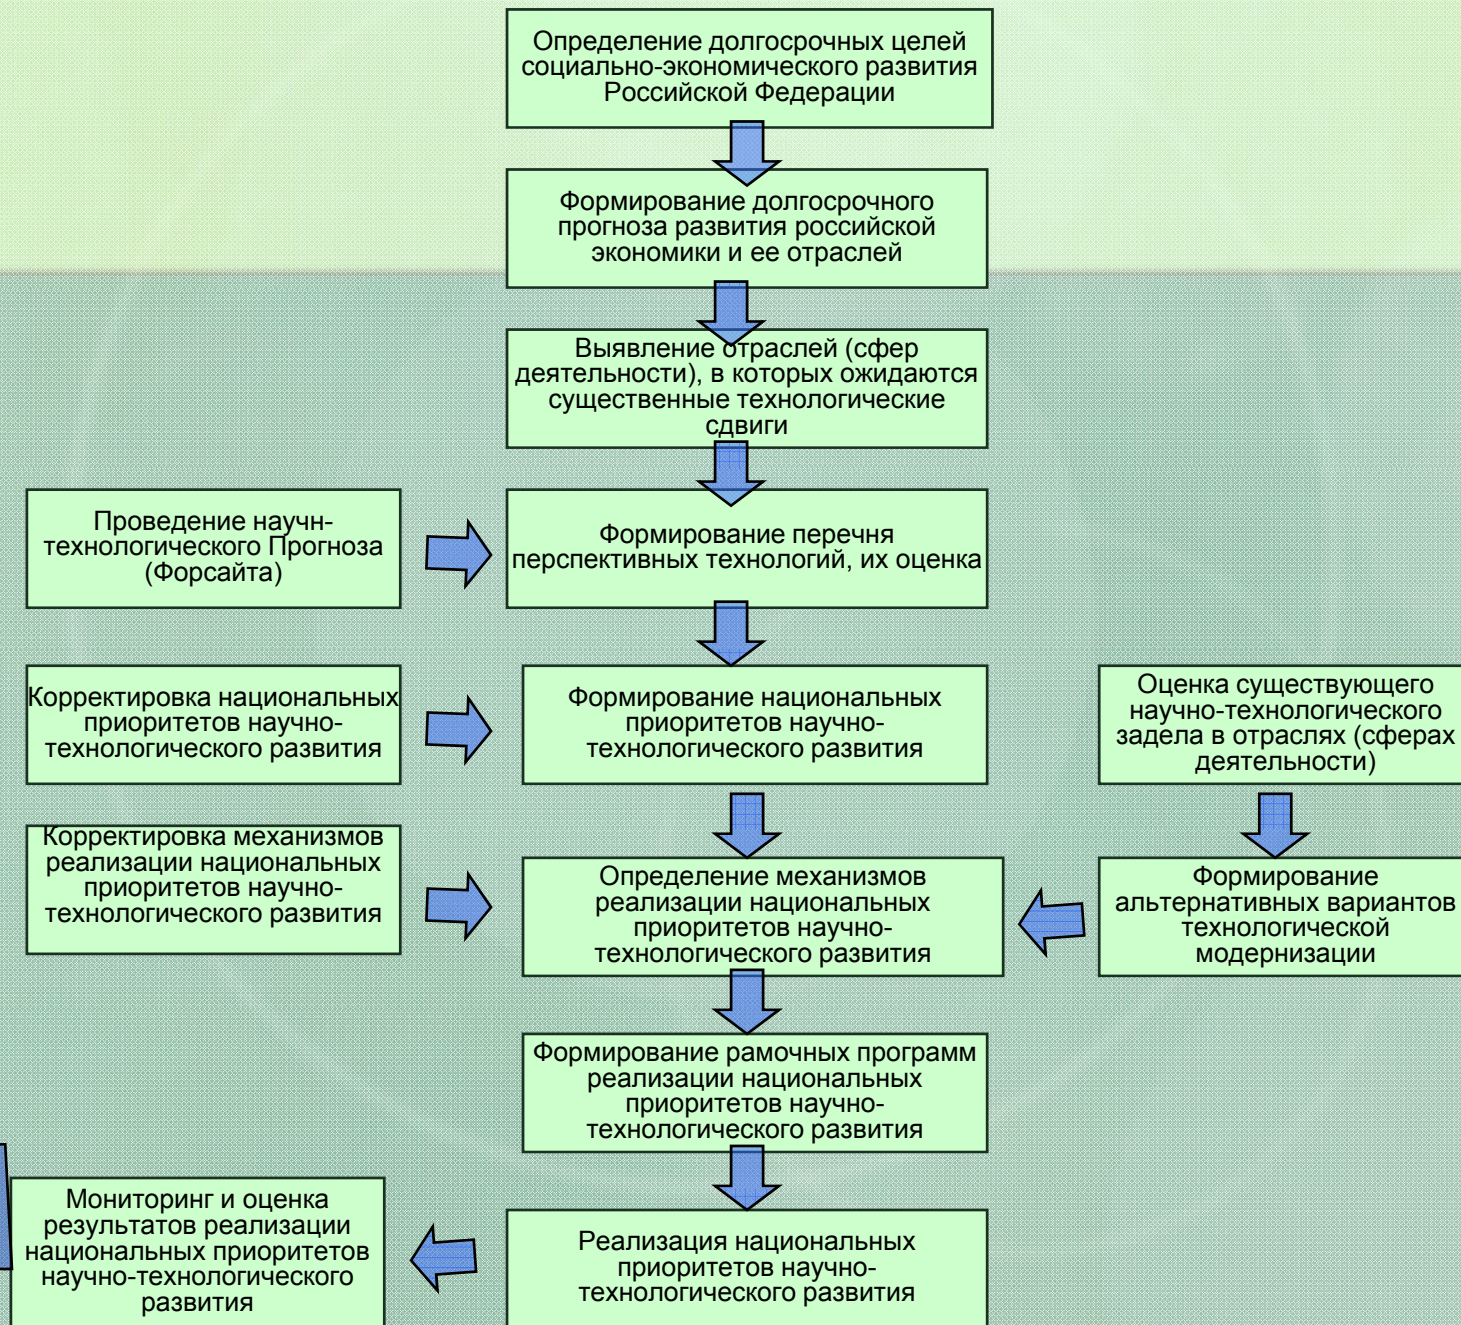 Определение долгосрочных целей
социально-экономического развития
Российской Федерации
Формирование долгосрочного
прогноза развития российской
экономики и ее отраслей
Выявление отраслей (сфер
деятельности), в которых ожидаются
существенные технологические
сдвиги
Проведение научн-
технологического Прогноза
(Форсайта)
Формирование перечня
перспективных технологий, их оценка
Корректировка национальных
приоритетов научно-
технологического развития
Формирование национальных
приоритетов научно-
технологического развития
Оценка существующего
научно-технологического
задела в отраслях (сферах
деятельности)
Корректировка механизмов
реализации национальных
приоритетов научно-
технологического развития
Определение механизмов
реализации национальных
приоритетов научно-
технологического развития
Формирование
альтернативных вариантов
технологической
модернизации
Формирование рамочных программ
реализации национальных
приоритетов научно-
технологического развития
Мониторинг и оценка
результатов реализации
национальных приоритетов
научно-технологического
развития
Реализация национальных
приоритетов научно-
технологического развития